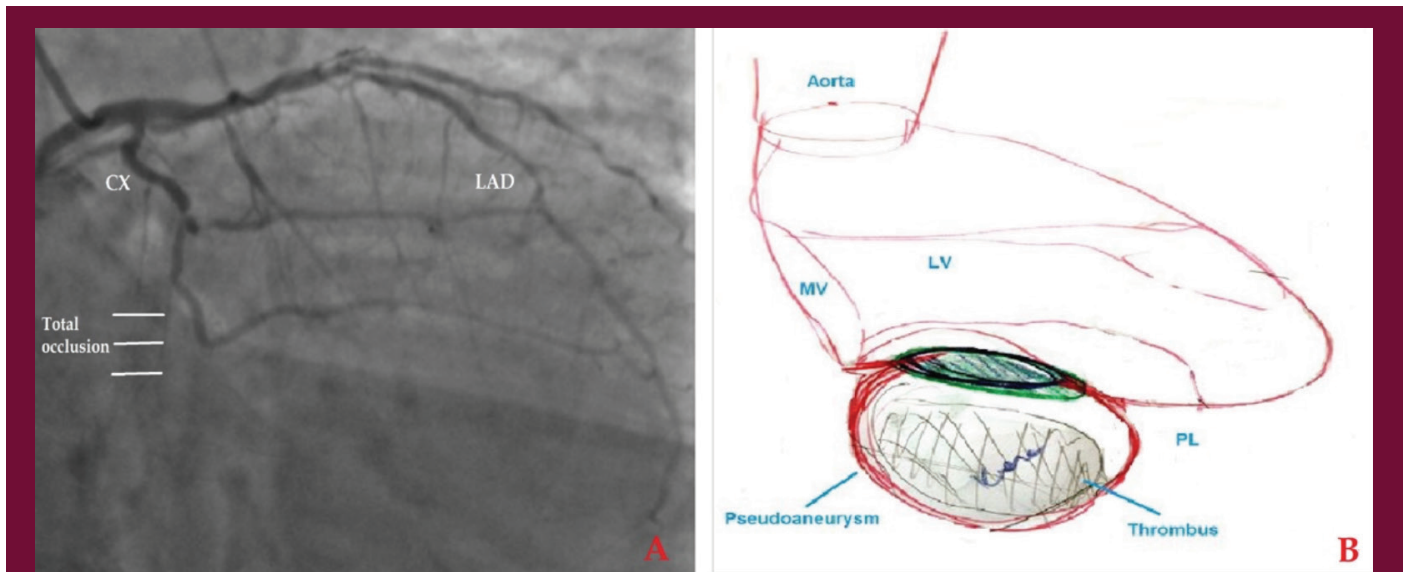 CX
LAD
Total
occlusion
A
Aorta
LV
MV
PL
Pseudoaneurysm
Thrombus
B